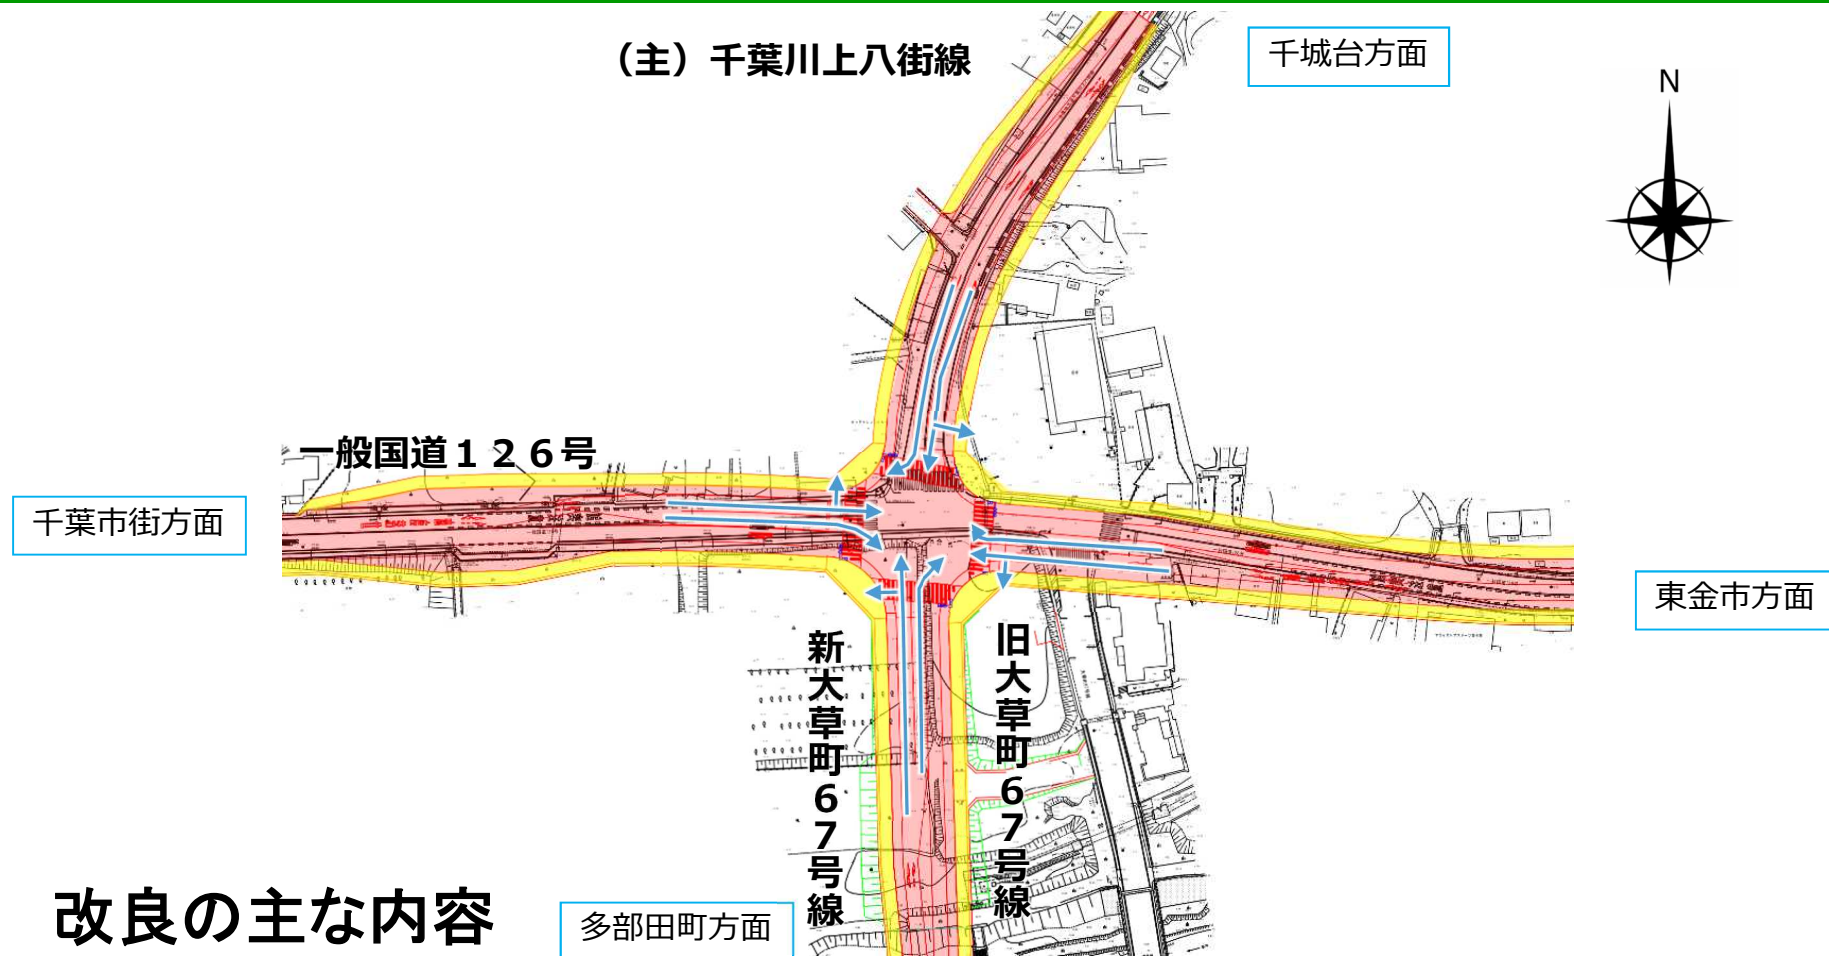 （主）千葉川上八街線
千城台方面
N
一般国道１２６号
千葉市街方面
東金市方面
新大草町６７号線
旧大草町６７号線
改良の主な内容
多部田町方面